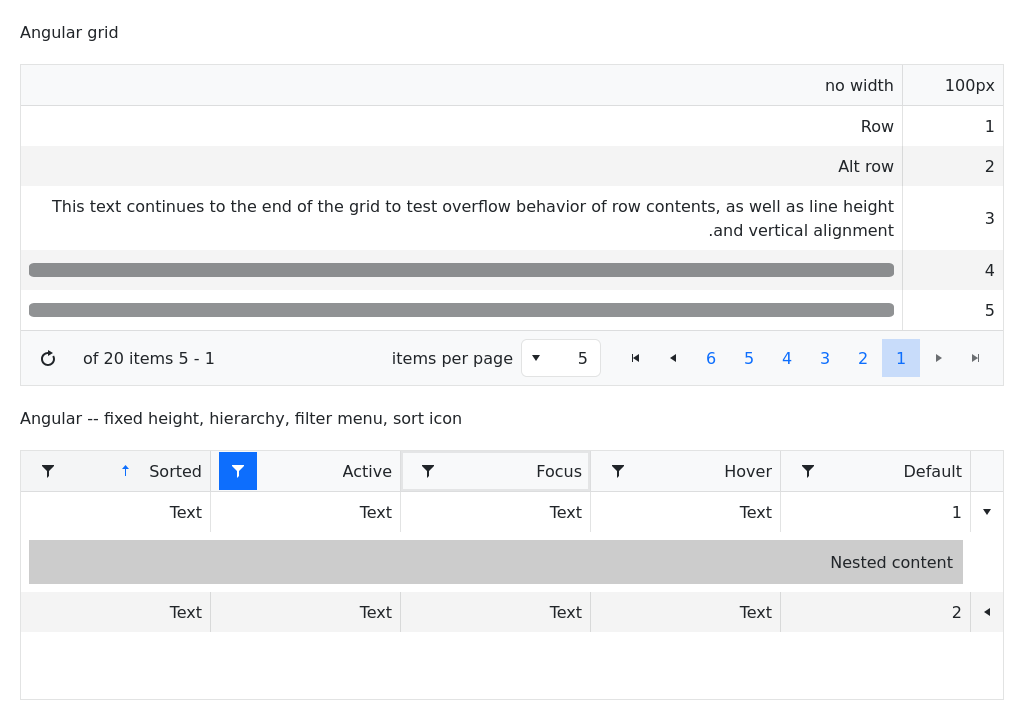 Angular grid
100px no width
1 Row
2 Alt row
3 This text continues to the end of the grid to test overflow behavior of row contents, as well as line height
.and vertical alignment
4
5
1 2 3 4 5 6 5 items per page of 20 items 5 - 1
Angular -- fixed height, hierarchy, filter menu, sort icon
Default Hover Focus Active Sorted
1 Text Text Text Text
Nested content
2 Text Text Text Text